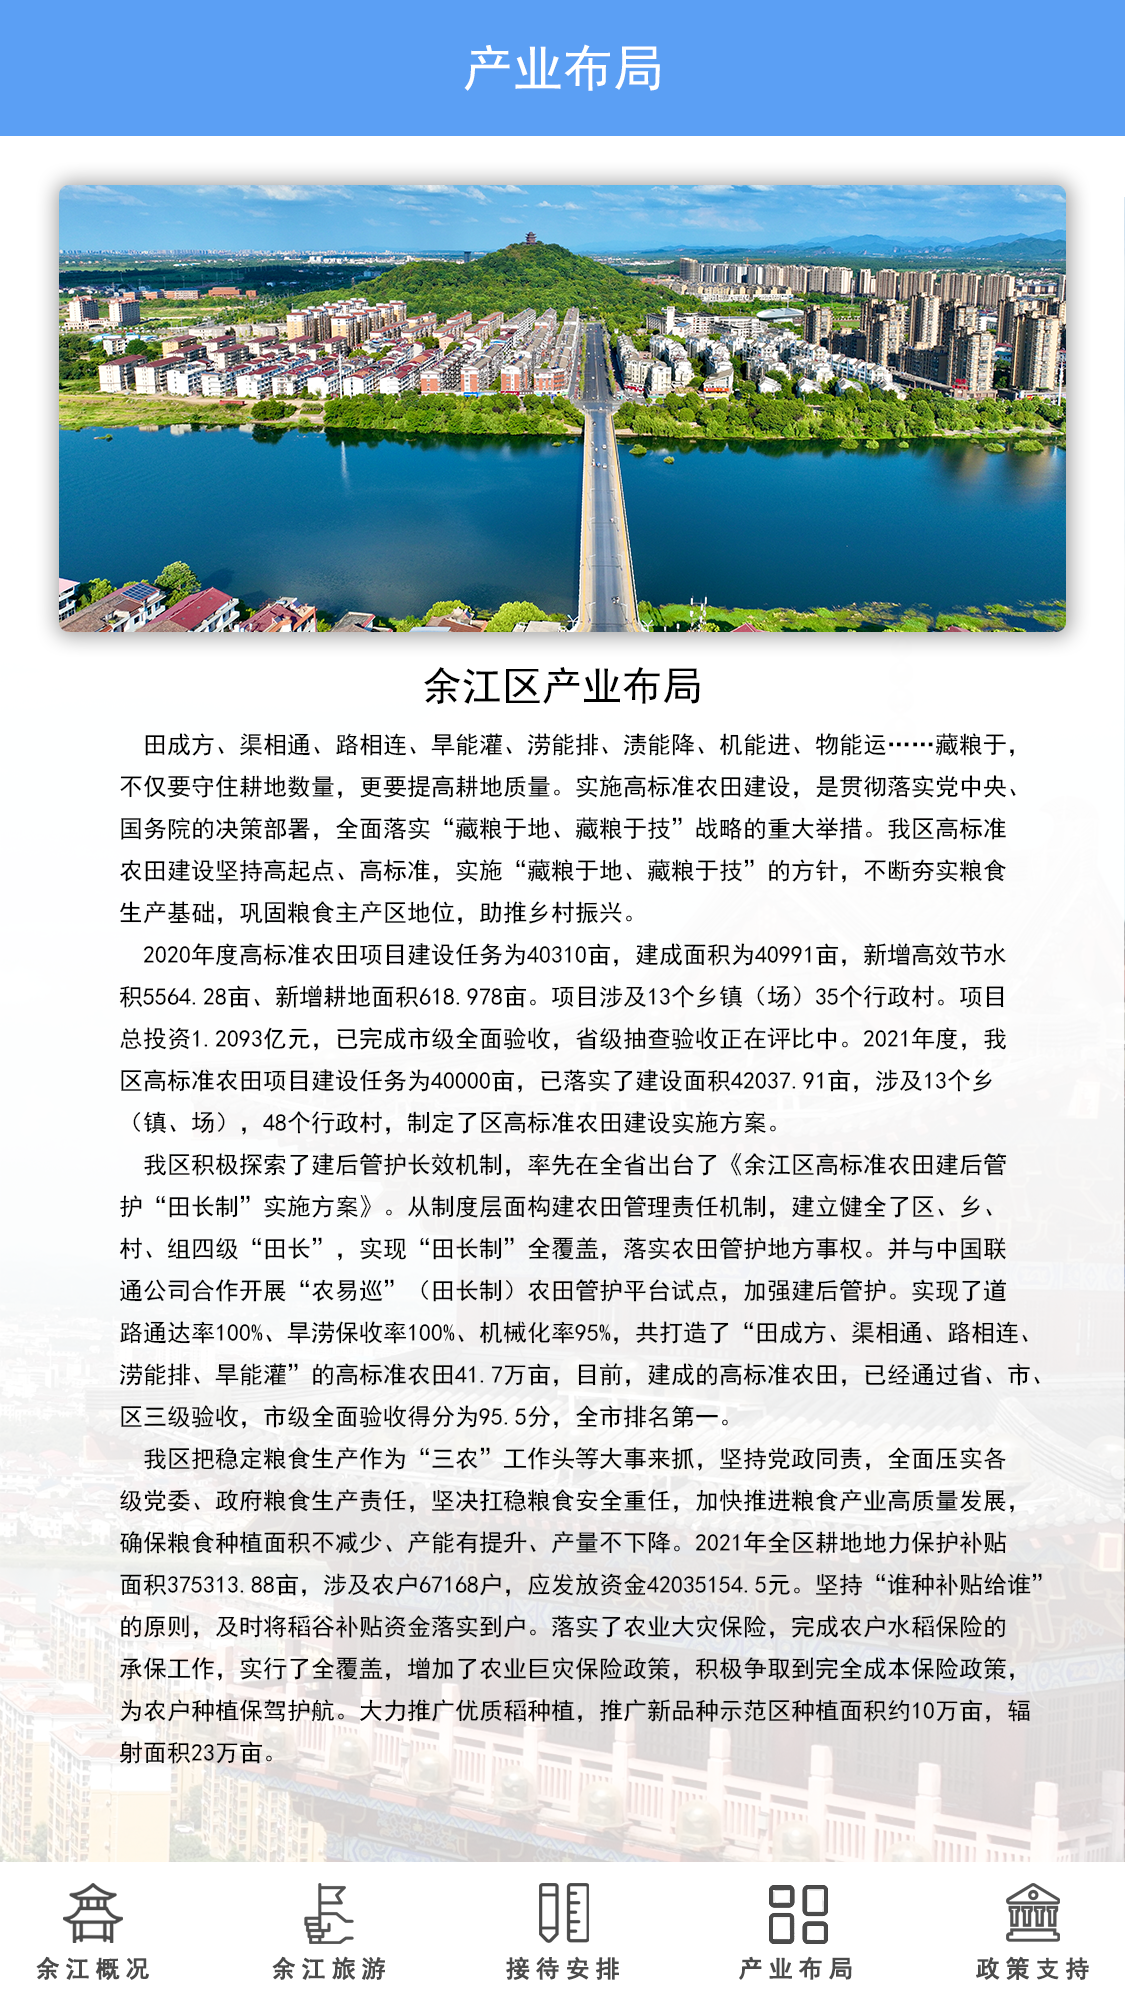 产业布局
余江区产业布局
田成方、渠相通、路相连、旱能灌、涝能排、渍能降、机能进、物能运……藏粮于，
不仅要守住耕地数量，更要提高耕地质量。实施高标准农田建设，是贯彻落实党中央、
国务院的决策部署，全面落实“藏粮于地、藏粮于技”战略的重大举措。我区高标准
农田建设坚持高起点、高标准，实施“藏粮于地、藏粮于技”的方针，不断夯实粮食
生产基础，巩固粮食主产区地位，助推乡村振兴。
2020年度高标准农田项目建设任务为40310亩，建成面积为40991亩，新增高效节水
积5564.28亩、新增耕地面积618.978亩。项目涉及13个乡镇（场）35个行政村。项目
总投资1.2093亿元，已完成市级全面验收，省级抽查验收正在评比中。2021年度，我
区高标准农田项目建设任务为40000亩，已落实了建设面积42037.91亩，涉及13个乡
（镇、场），48个行政村，制定了区高标准农田建设实施方案。
我区积极探索了建后管护长效机制，率先在全省出台了《余江区高标准农田建后管
护“田长制”实施方案》。从制度层面构建农田管理责任机制，建立健全了区、乡、
村、组四级“田长”，实现“田长制”全覆盖，落实农田管护地方事权。并与中国联
通公司合作开展“农易巡”（田长制）农田管护平台试点，加强建后管护。实现了道
路通达率100%、旱涝保收率100%、机械化率95%，共打造了“田成方、渠相通、路相连、
涝能排、旱能灌”的高标准农田41.7万亩，目前，建成的高标准农田，已经通过省、市、
区三级验收，市级全面验收得分为95.5分，全市排名第一。
我区把稳定粮食生产作为“三农”工作头等大事来抓，坚持党政同责，全面压实各
级党委、政府粮食生产责任，坚决扛稳粮食安全重任，加快推进粮食产业高质量发展，
确保粮食种植面积不减少、产能有提升、产量不下降。2021年全区耕地地力保护补贴
面积375313.88亩，涉及农户67168户，应发放资金42035154.5元。坚持“谁种补贴给谁”
的原则，及时将稻谷补贴资金落实到户。落实了农业大灾保险，完成农户水稻保险的
承保工作，实行了全覆盖，增加了农业巨灾保险政策，积极争取到完全成本保险政策，
为农户种植保驾护航。大力推广优质稻种植，推广新品种示范区种植面积约10万亩，辐
射面积23万亩。
余江概况
余江旅游
接待安排
产业布局
政策支持